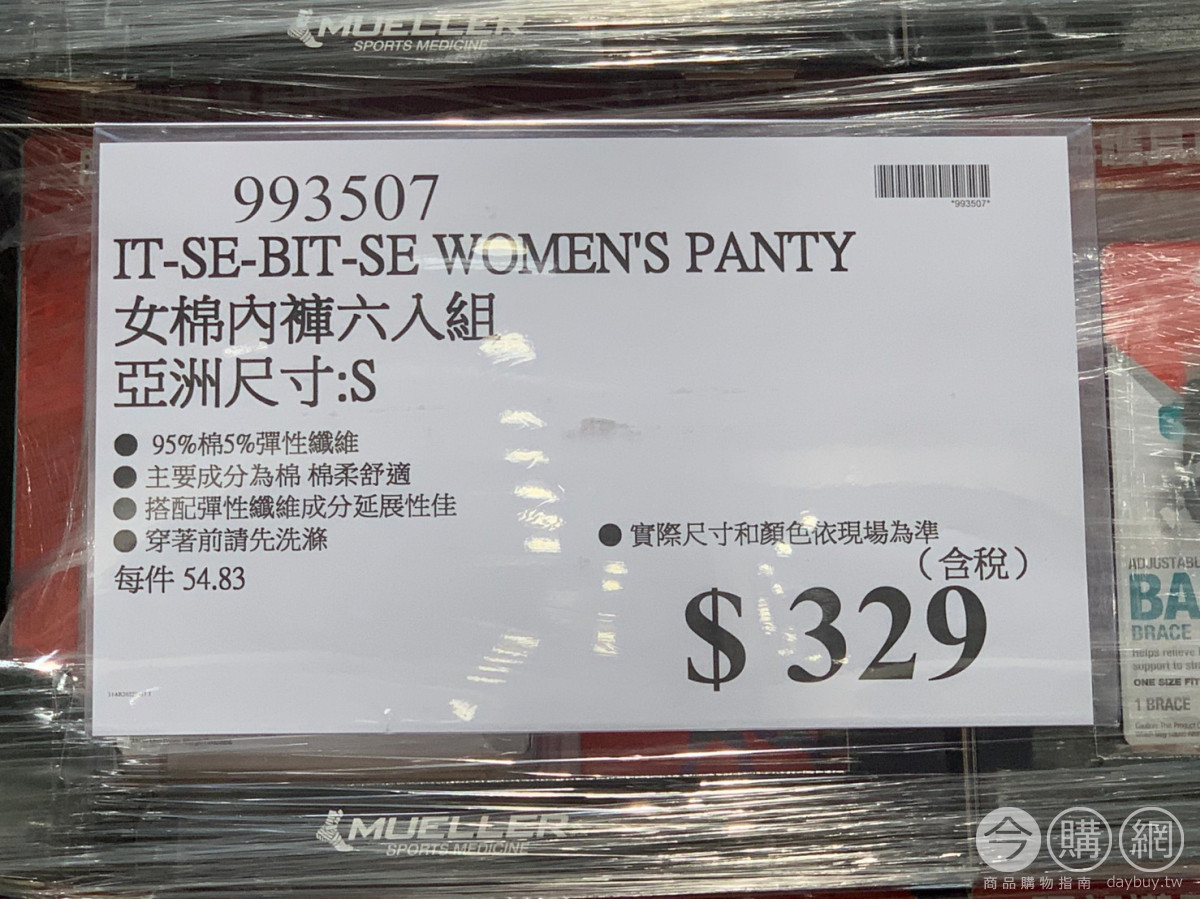 MUELLER
SPORTS MEDICINE
993507
*993507*
IT-SE-BIT-SE WOMEN'S PANTY
女棉內褲六入組
亞洲尺寸:S
● 95%棉5%彈性纖維
● 主要成分為棉 棉柔舒適
● 搭配彈性纖維成分延展性佳
● 穿著前請先洗滌
每件 54.83
● 實際尺寸和顏色依現場為準
(含稅)
$ 329
ADJUSTABL
BA
BRACE
Helps relieve
support to
ONE SIZE FIT
1 BRACE
MUELLER
SPORTS MEDICINE
今購網
商品購物指南 daybuy.tw